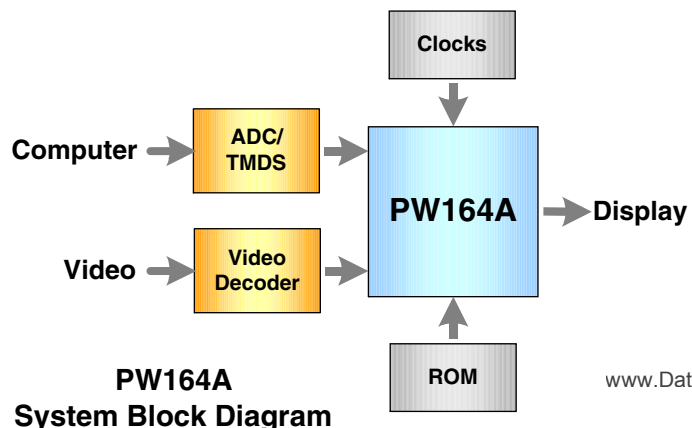 Clocks
ADC/
TMDS
Computer
PW164A
Display
Video
Video
Decoder
ROM
PW164A
System Block Diagram
www.Dat